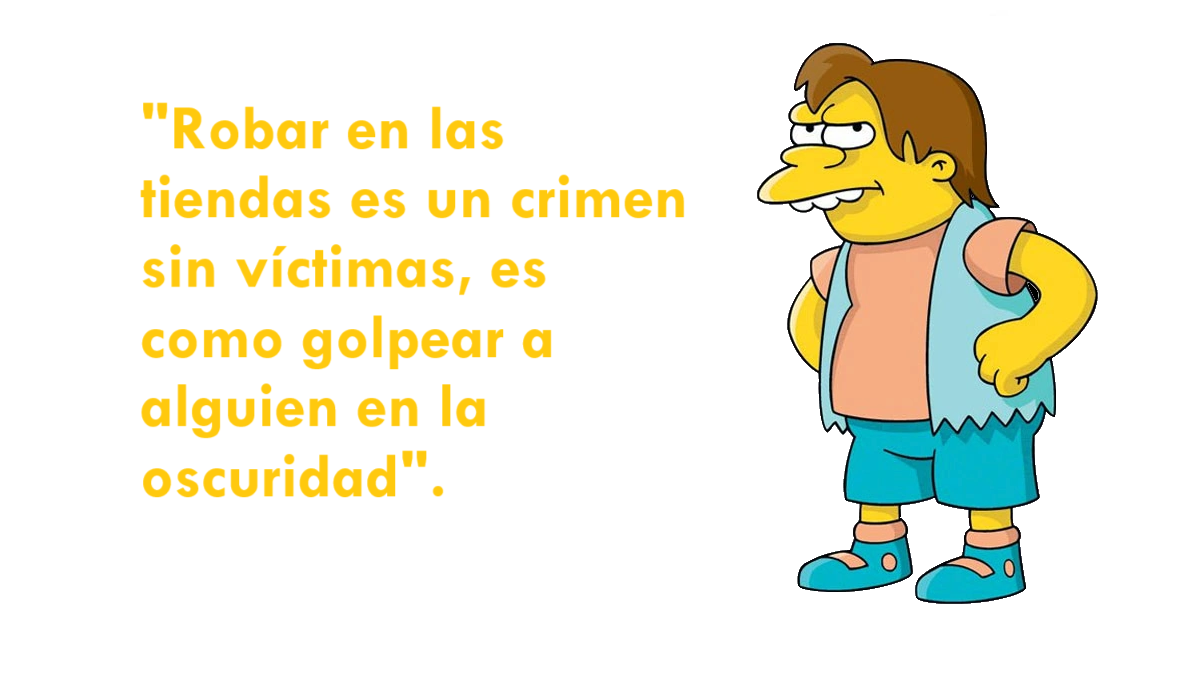 "Robar en las
tiendas es un crimen
sin víctimas, es
como golpear a
alguien en la
oscuridad".